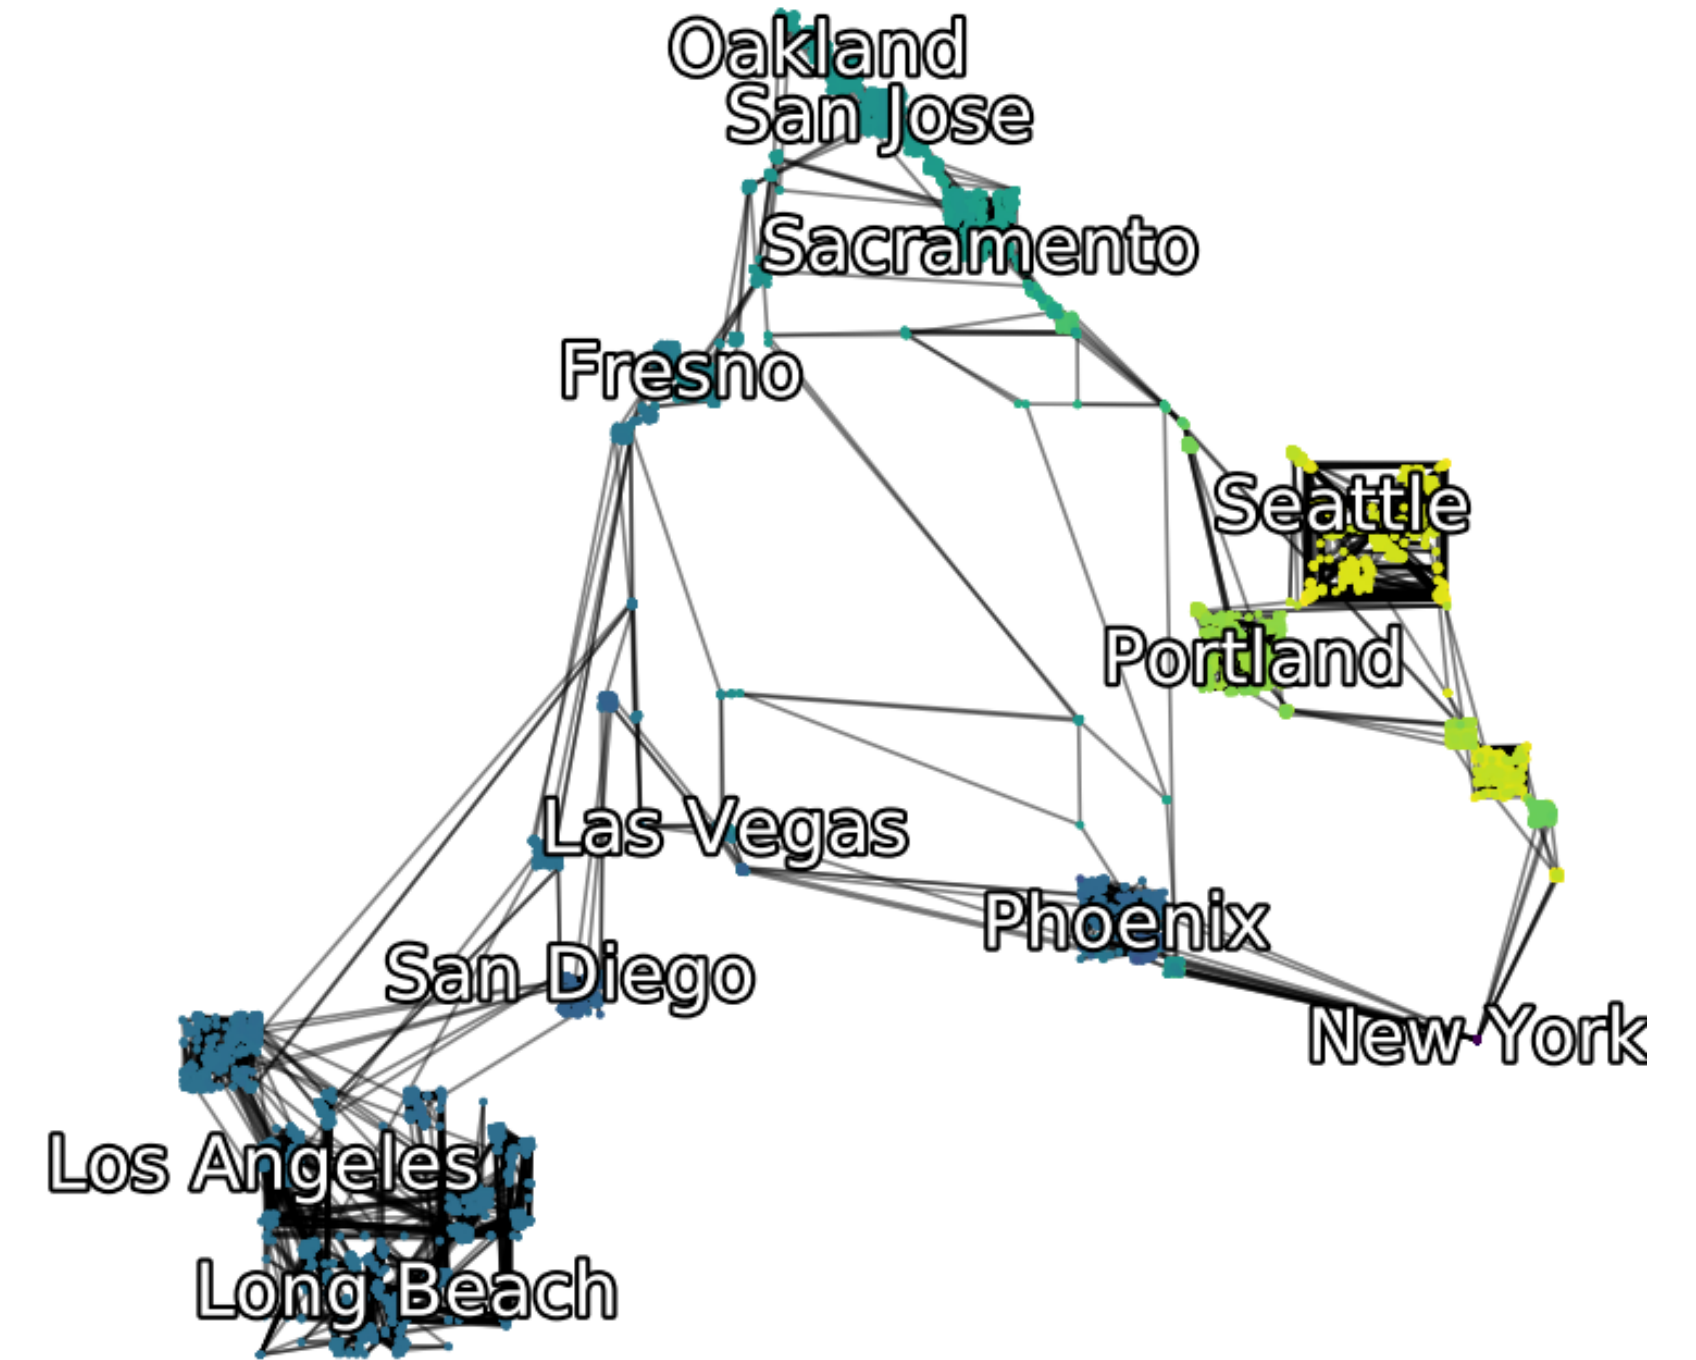 Oakland
San Jose
Sacramento
Fresno
Seattle
Portland
Las Vegas
Phoenix
San Diego
New York
Los Angeles
Long Beach